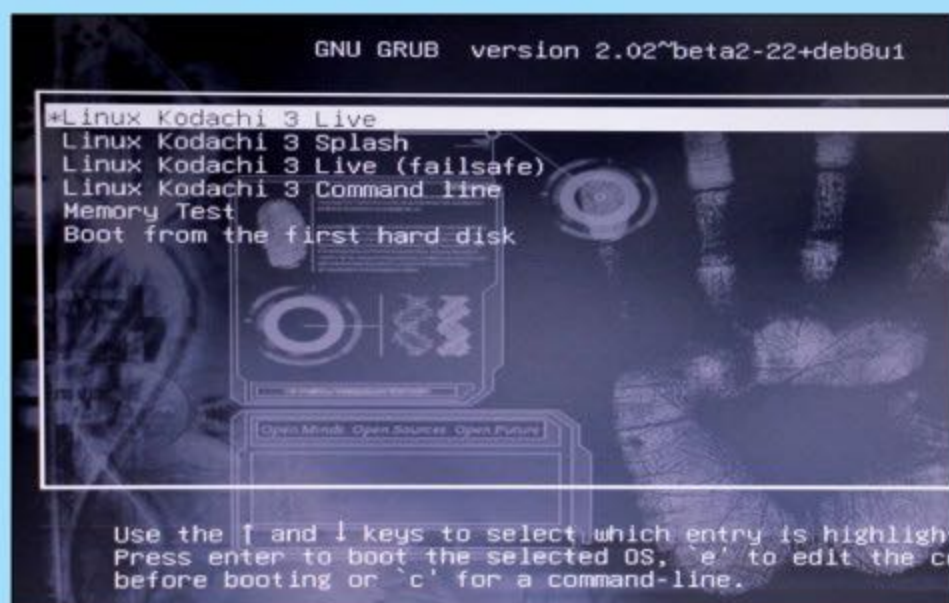 GNU GRUB version 2.02~beta2-22+deb8u1
*Linux Kodachi 3 Live
Linux Kodachi 3 Splash
Linux Kodachi 3 Live (failsafe)
Linux Kodachi 3 Command line
Memory Test
Boot from the first hard disk
Open Minds Open Sources Open Future
Use the ↑ and ↓ keys to select which entry is highligh
Press enter to boot the selected OS, `e' to edit the co
before booting or `c' for a command-line.